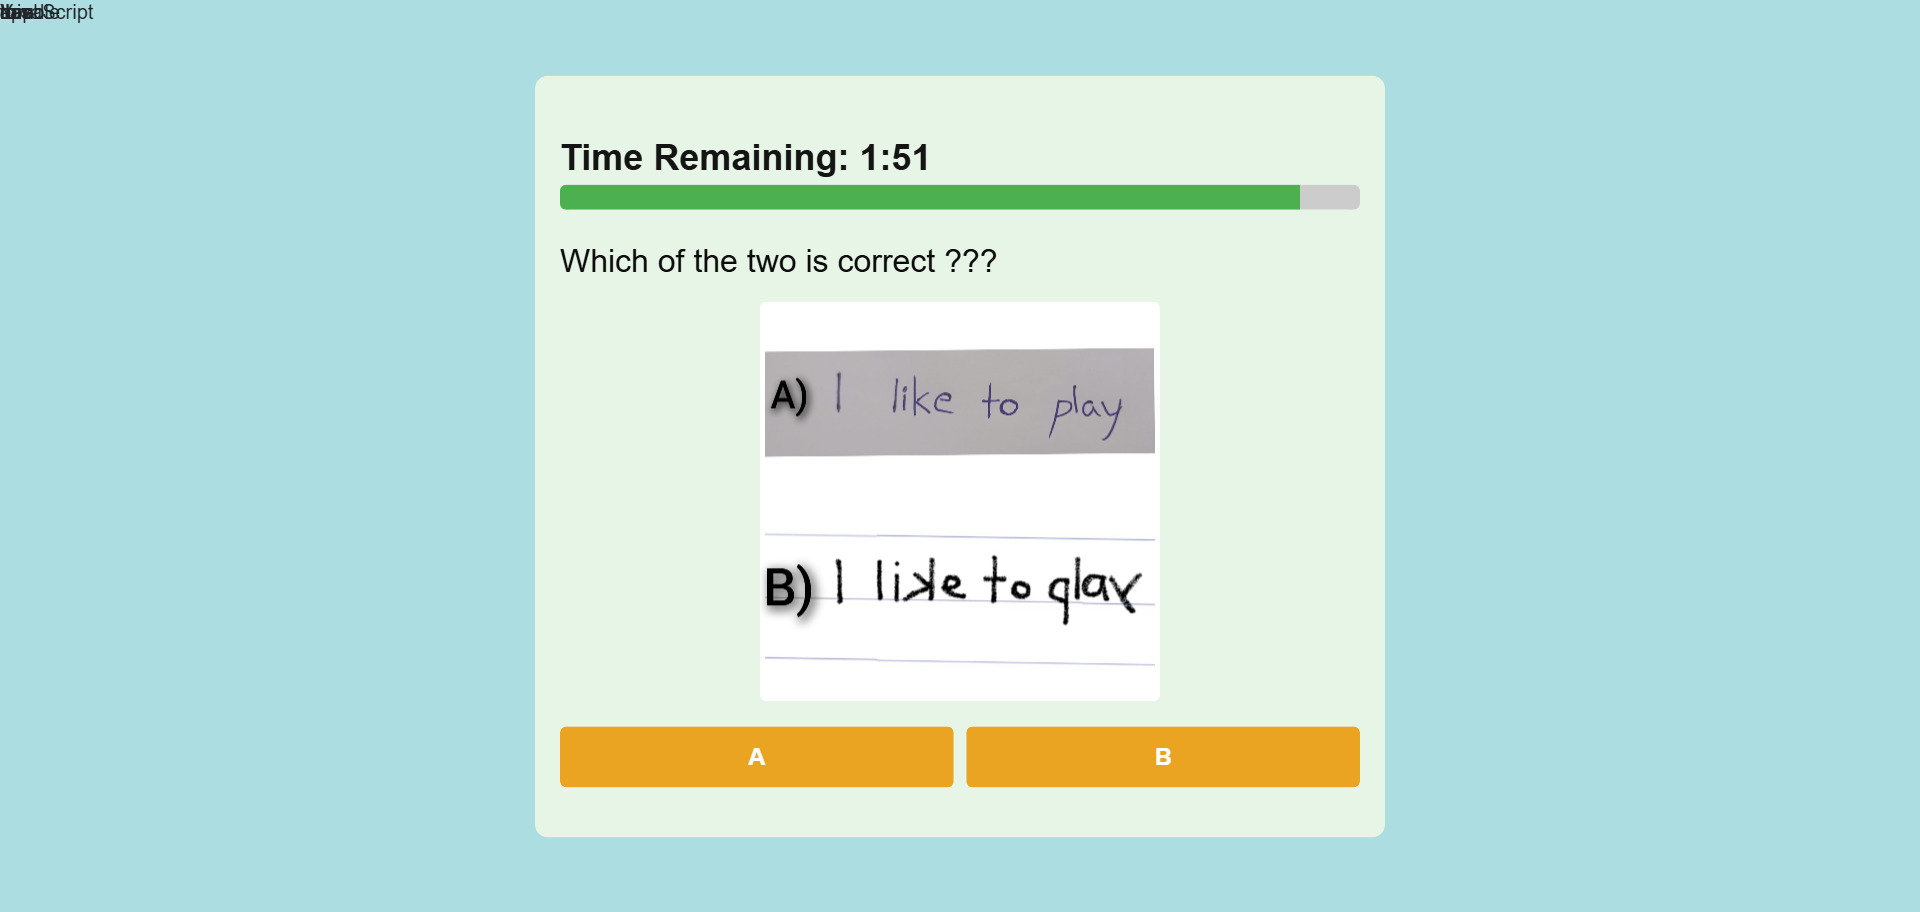 Time Remaining: 1:51
Which of the two is correct ???
A) I like to play
B) I like to qlay
A
B